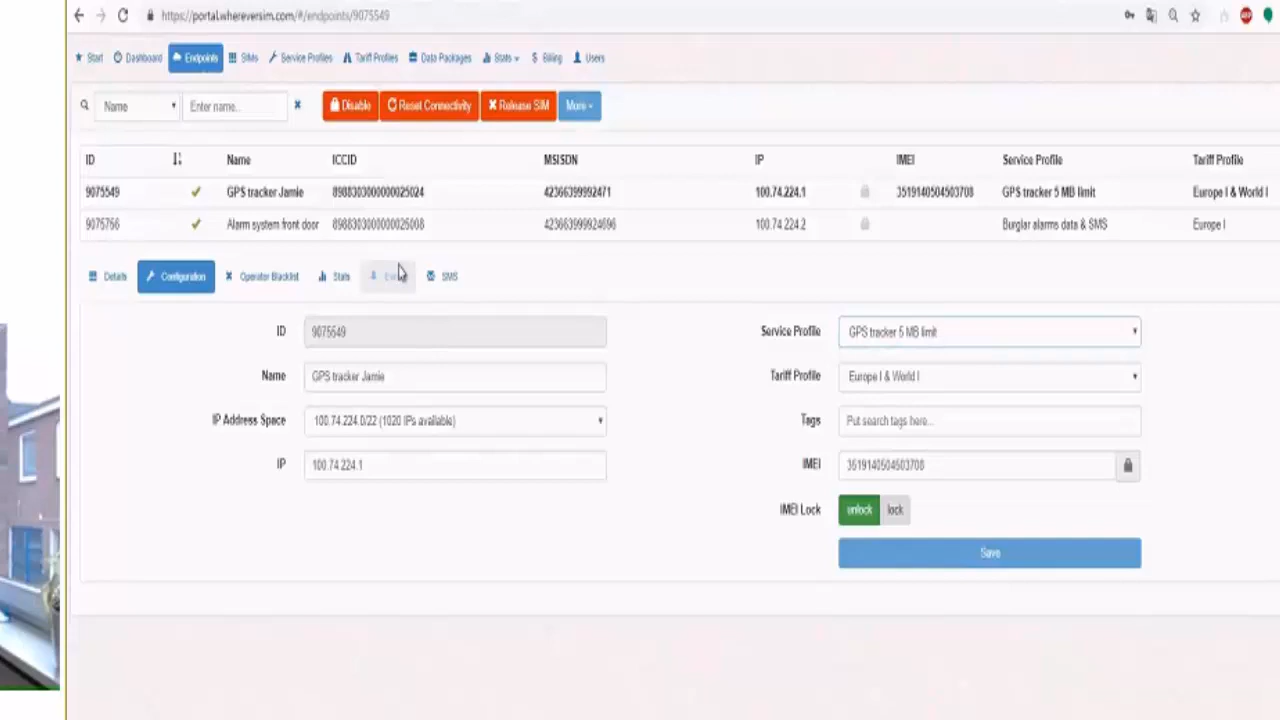 https://portal.whereversim.com/#/endpoints/9075549
Start Dashboard Endpoints SIMs Service Profiles Tariff Profiles Data Packages Stats Billing Users
Name Enter name... Disable Reset Connectivity Release SIM More
ID Name ICCID MSISDN IP IMEI Service Profile Tariff Profile
9075549 GPS tracker Jamie 8988303000000025024 42366399992471 100.74.224.1 3519140504503708 GPS tracker 5 MB limit Europe I & World I
9075756 Alarm system front door 8988303000000025008 423663999924696 100.74.224.2 Burglar alarms data & SMS Europe I
Details Configuration Operator Blacklist Stats SMS
ID 9075549 Service Profile GPS tracker 5 MB limit
Name GPS tracker Jamie Tariff Profile Europe I & World I
IP Address Space 100.74.224.0/22 (1020 IPs available) Tags Put search tags here...
IP 100.74.224.1 IMEI 3519140504503708
IMEI Lock unlock lock
Save